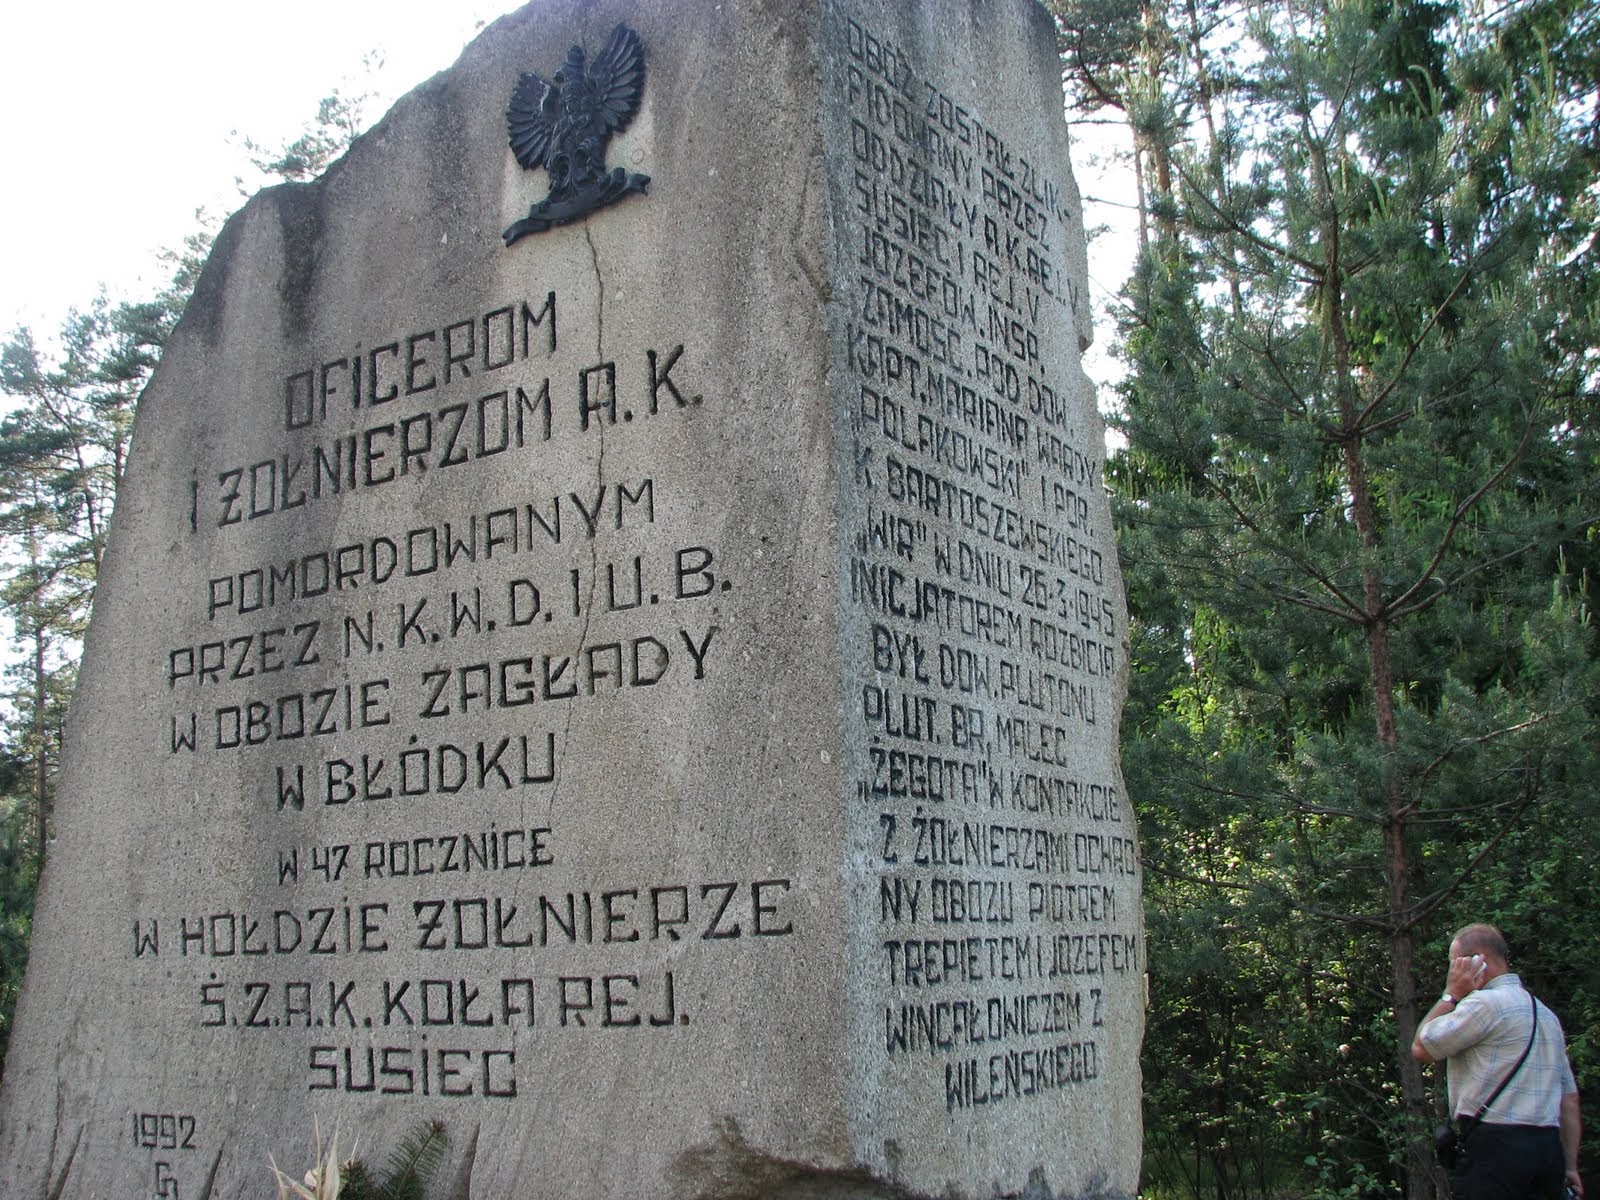 OFICEROM
I ŻOŁNIERZOM A.K.
POMORDOWANYM
PRZEZ N.K.W.D. I U.B.
W OBOZIE ZAGŁADY
W BŁÓDKU
W 47 ROCZNICE
W HOŁDZIE ŻOŁNIERZE
Ś.Z.A.K. KOŁA REJ.
SUSIEC
1992
OBÓZ ZOSTAŁ ZLIK-
FIDOWANY PRZEZ
ODDZIAŁY A.K. REJ. V
SUSIEC I REJ. V
JÓZEFÓW. INSP.
ZAMOŚĆ. POD DOW
KAPT. MARIANA WARDY
„POLAKOWSKI" I POR.
K BARTOSZEWSKIEGO
„WIR" W DNIU 26·3·1945
INICJATOREM ROZBICIA
BYŁ DOW. PLUTONU
PLUT. BR. MALEC
„ŻEGOTA" W KONTAKCIE
Z ŻOŁNIERZAMI OCHRO
NY OBOZU PIOTREM
TREPIETEM I JÓZEFEM
WINCAŁOWICZEM Z
WILEŃSKIEGO